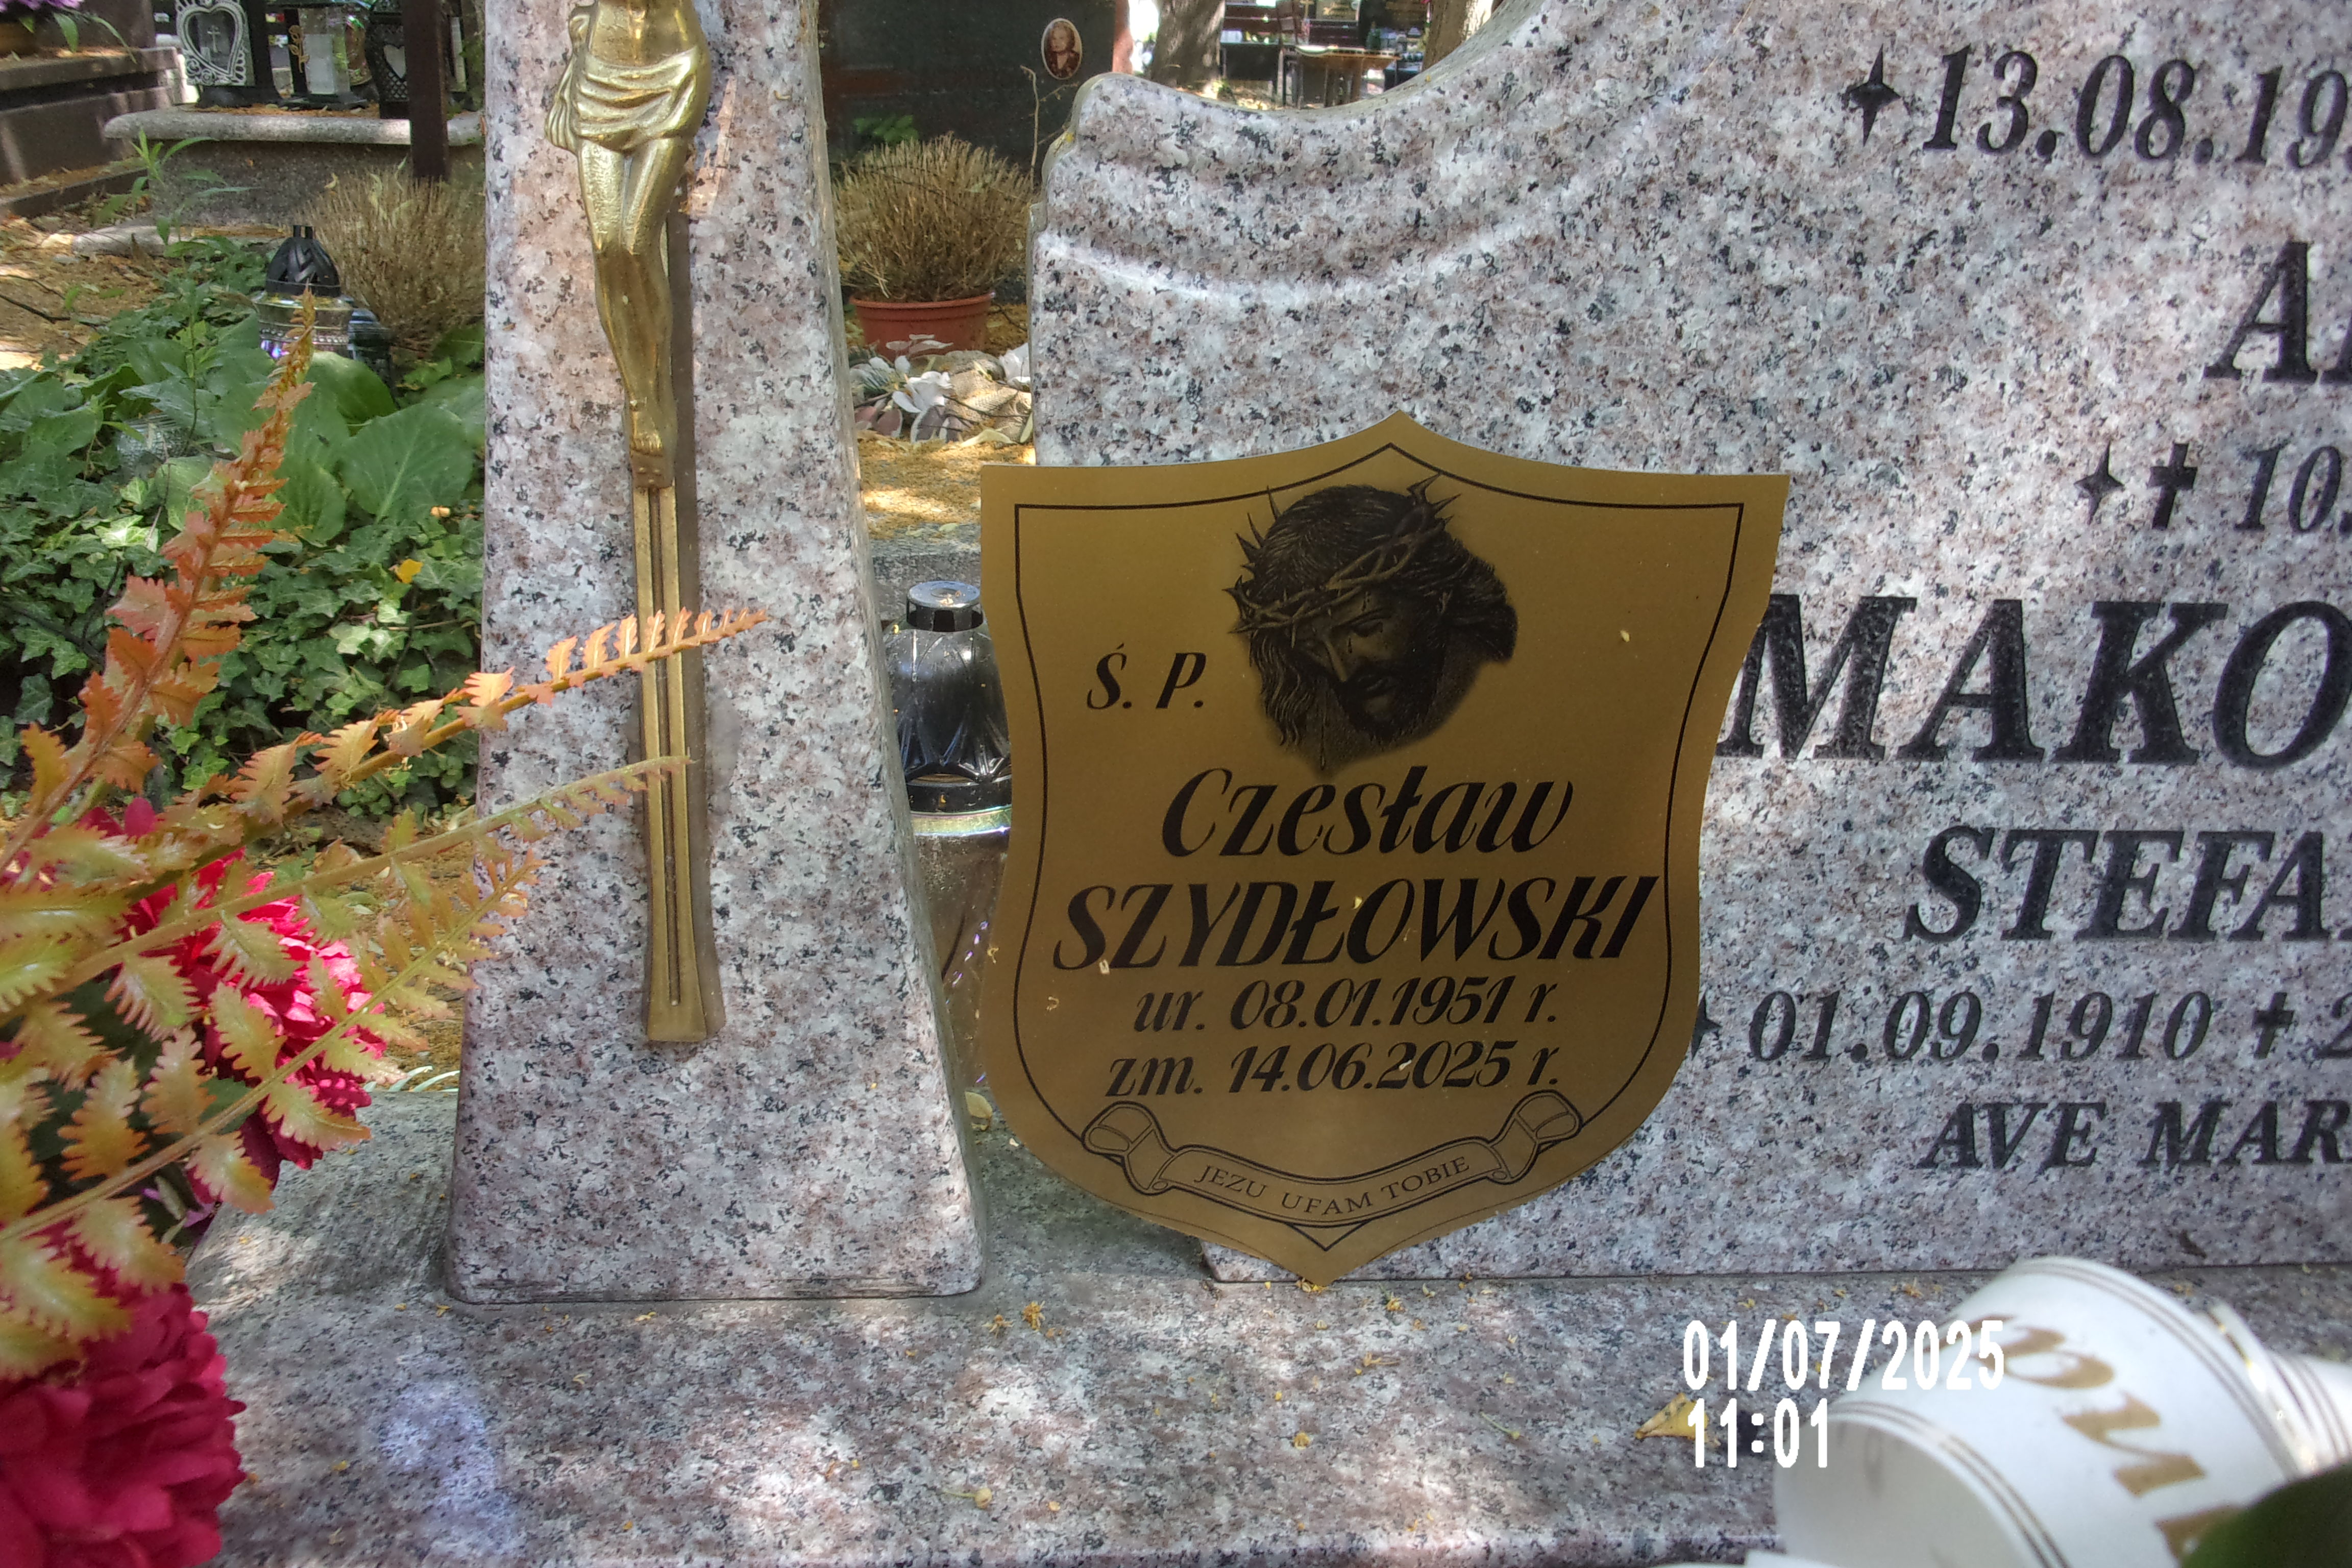 13.08.19
10.
MAKO
STEFA
01.09.1910
AVE MAR
Ś. P.
Czesław
SZYDŁOWSKI
ur. 08.01.1951 r.
zm. 14.06.2025 r.
JEZU UFAM TOBIE
01/07/2025
11:01